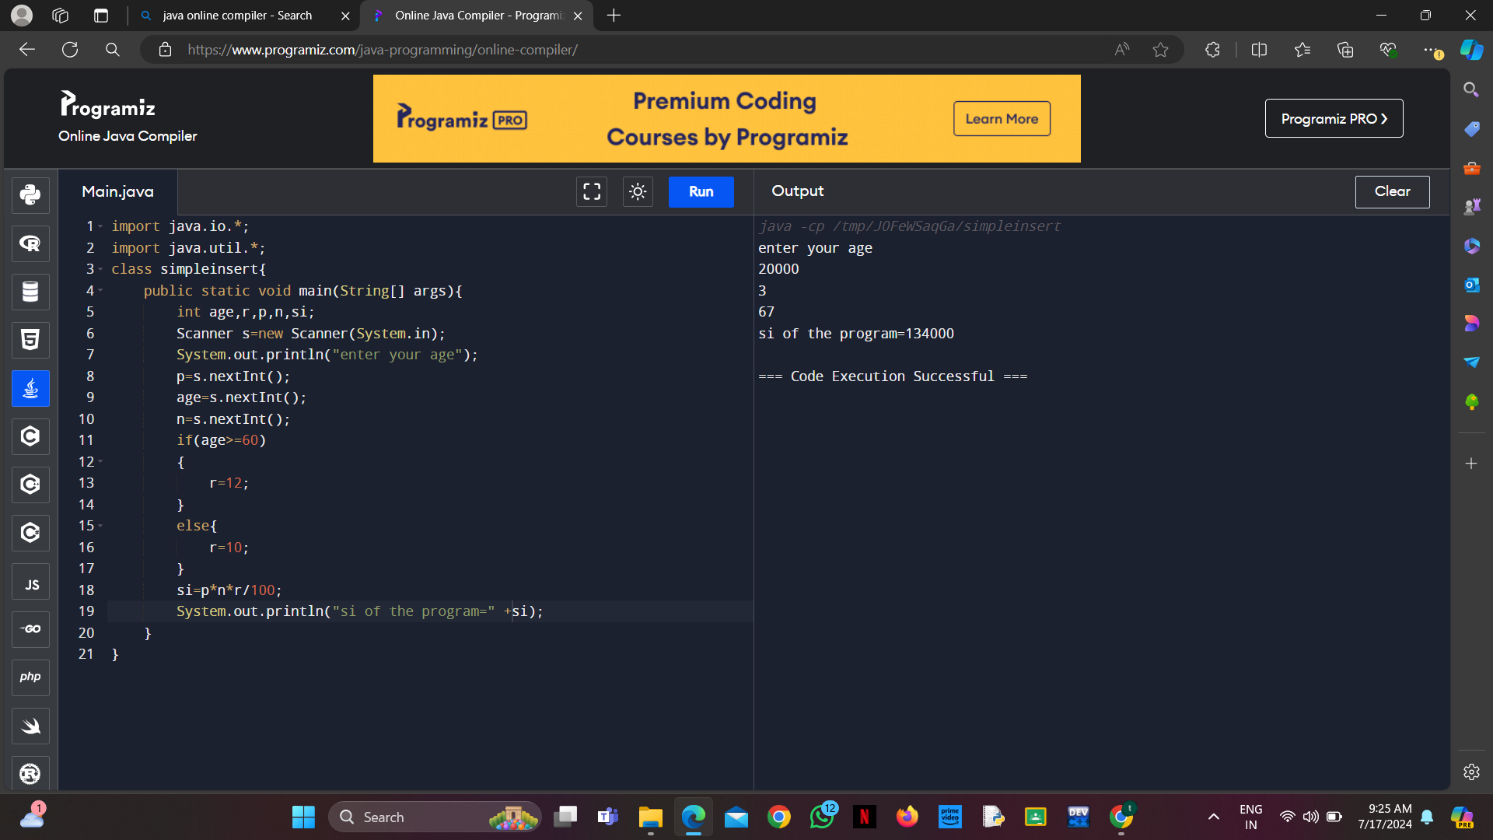 java online compiler - Search
Online Java Compiler - Programi
https://www.programiz.com/java-programming/online-compiler/
Programiz
Online Java Compiler
Programiz PRO
Premium Coding
Courses by Programiz
Learn More
Programiz PRO
Main.java
Run
Output
Clear
1 import java.io.*;
2 import java.util.*;
3 class simpleinsert{
4 public static void main(String[] args){
5 int age,r,p,n,si;
6 Scanner s=new Scanner(System.in);
7 System.out.println("enter your age");
8 p=s.nextInt();
9 age=s.nextInt();
10 n=s.nextInt();
11 if(age>=60)
12 {
13 r=12;
14 }
15 else{
16 r=10;
17 }
18 si=p*n*r/100;
19 System.out.println("si of the program=" +si);
20 }
21 }
java -cp /tmp/JOFeWSaqGa/simpleinsert
enter your age
20000
3
67
si of the program=134000
=== Code Execution Successful ===
JS
GO
php
1
Search
12
prime video
DEV
t
ENG
IN
9:25 AM
7/17/2024
PRE